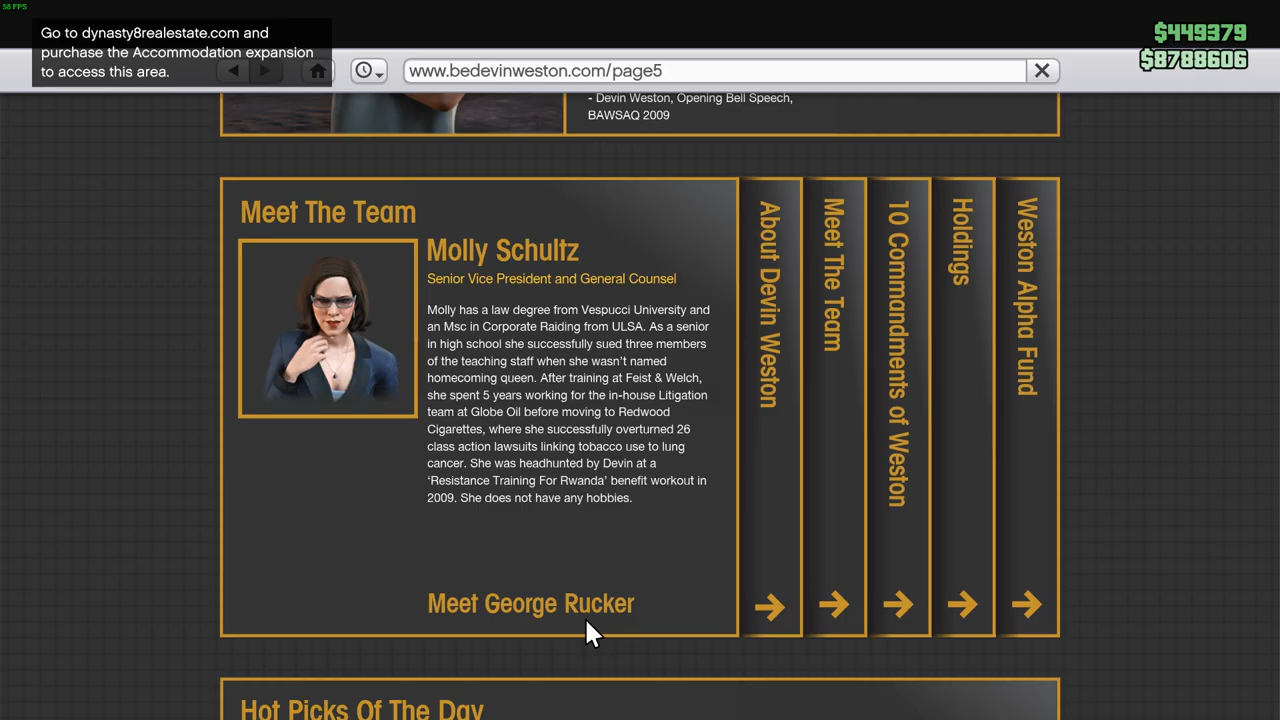 58 FPS
Go to dynasty8realestate.com and
purchase the Accommodation expansion
to access this area.
$449379
$8788606
www.bedevinweston.com/page5
- Devin Weston, Opening Bell Speech,
BAWSAQ 2009
Meet The Team
Molly Schultz
Senior Vice President and General Counsel
Molly has a law degree from Vespucci University and
an Msc in Corporate Raiding from ULSA. As a senior
in high school she successfully sued three members
of the teaching staff when she wasn't named
homecoming queen. After training at Feist & Welch,
she spent 5 years working for the in-house Litigation
team at Globe Oil before moving to Redwood
Cigarettes, where she successfully overturned 26
class action lawsuits linking tobacco use to lung
cancer. She was headhunted by Devin at a
‘Resistance Training For Rwanda’ benefit workout in
2009. She does not have any hobbies.
Meet George Rucker
About Devin Weston
Meet The Team
10 Commandments of Weston
Holdings
Weston Alpha Fund
Hot Picks Of The Day